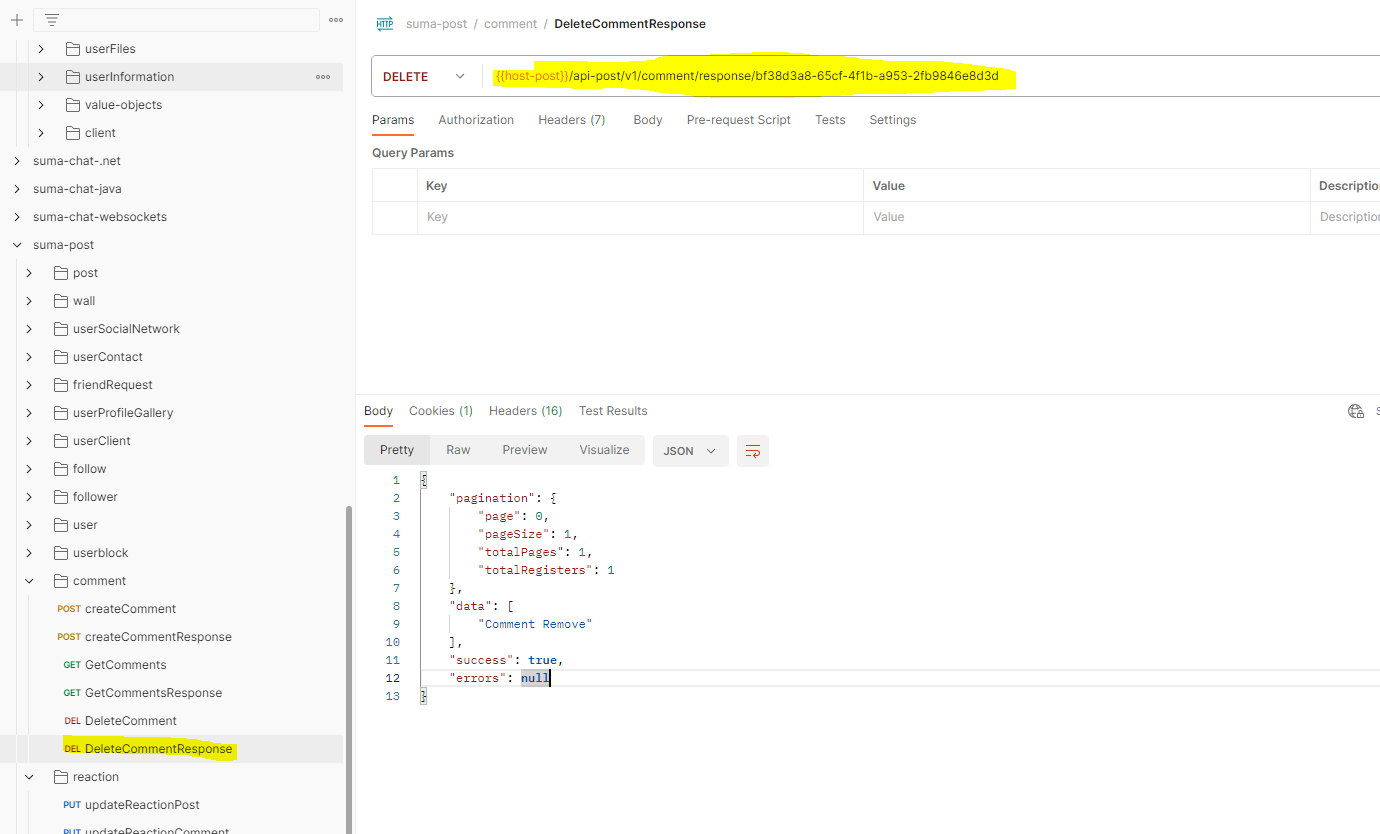 userFiles
userInformation
value-objects
client
suma-chat-.net
suma-chat-java
suma-chat-websockets
suma-post
post
wall
userSocialNetwork
userContact
friendRequest
userProfileGallery
userClient
follow
follower
user
userblock
comment
POST createComment
POST createCommentResponse
GET GetComments
GET GetCommentsResponse
DEL DeleteComment
DEL DeleteCommentResponse
reaction
PUT updateReactionPost
PUT updateReactionComment
HTTP suma-post / comment / DeleteCommentResponse
DELETE {{host-post}}/api-post/v1/comment/response/bf38d3a8-65cf-4f1b-a953-2fb9846e8d3d
Params Authorization Headers (7) Body Pre-request Script Tests Settings
Query Params
Key Value Descriptio
Key Value Description
Body Cookies (1) Headers (16) Test Results
Pretty Raw Preview Visualize JSON
1 {
2 "pagination": {
3 "page": 0,
4 "pageSize": 1,
5 "totalPages": 1,
6 "totalRegisters": 1
7 },
8 "data": [
9 "Comment Remove"
10 ],
11 "success": true,
12 "errors": null
13 }